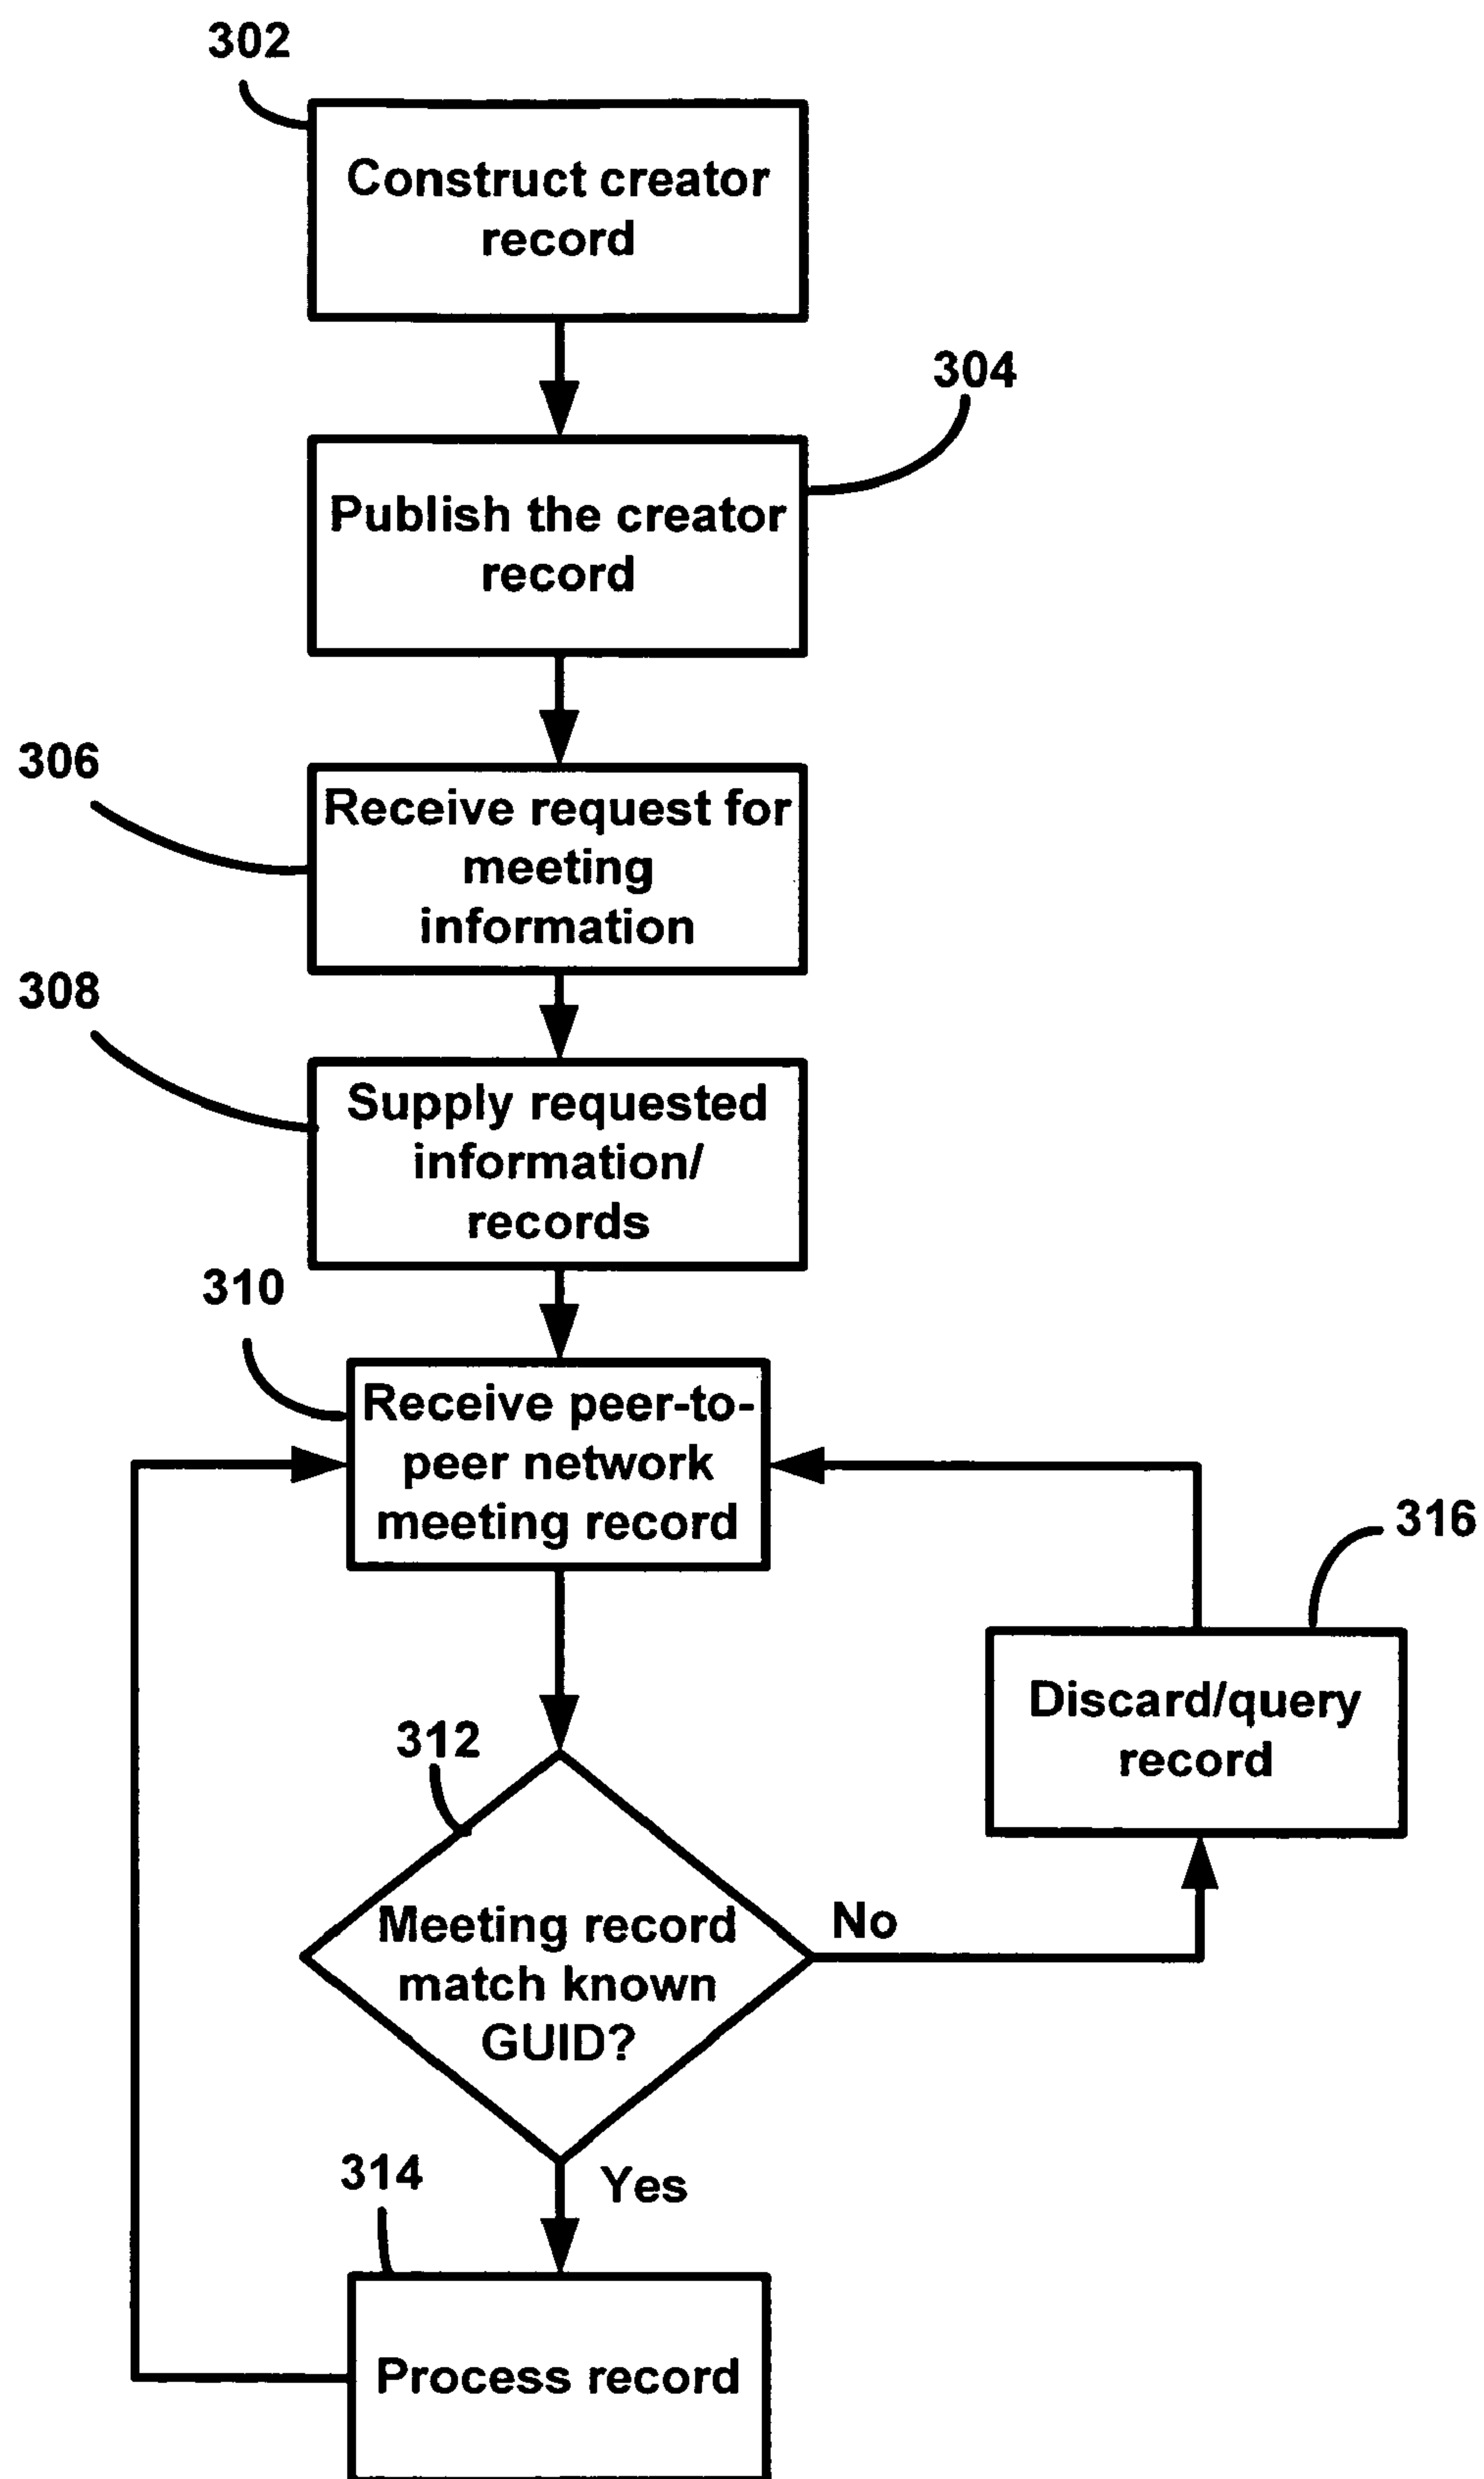 302
Construct creator
record
304
Publish the creator
record
306
Receive request for
meeting
information
308
Supply requested
information/
records
310
Receive peer-to-
peer network
meeting record
316
Discard/query
record
312
Meeting record
match known
GUID?
No
Yes
314
Process record